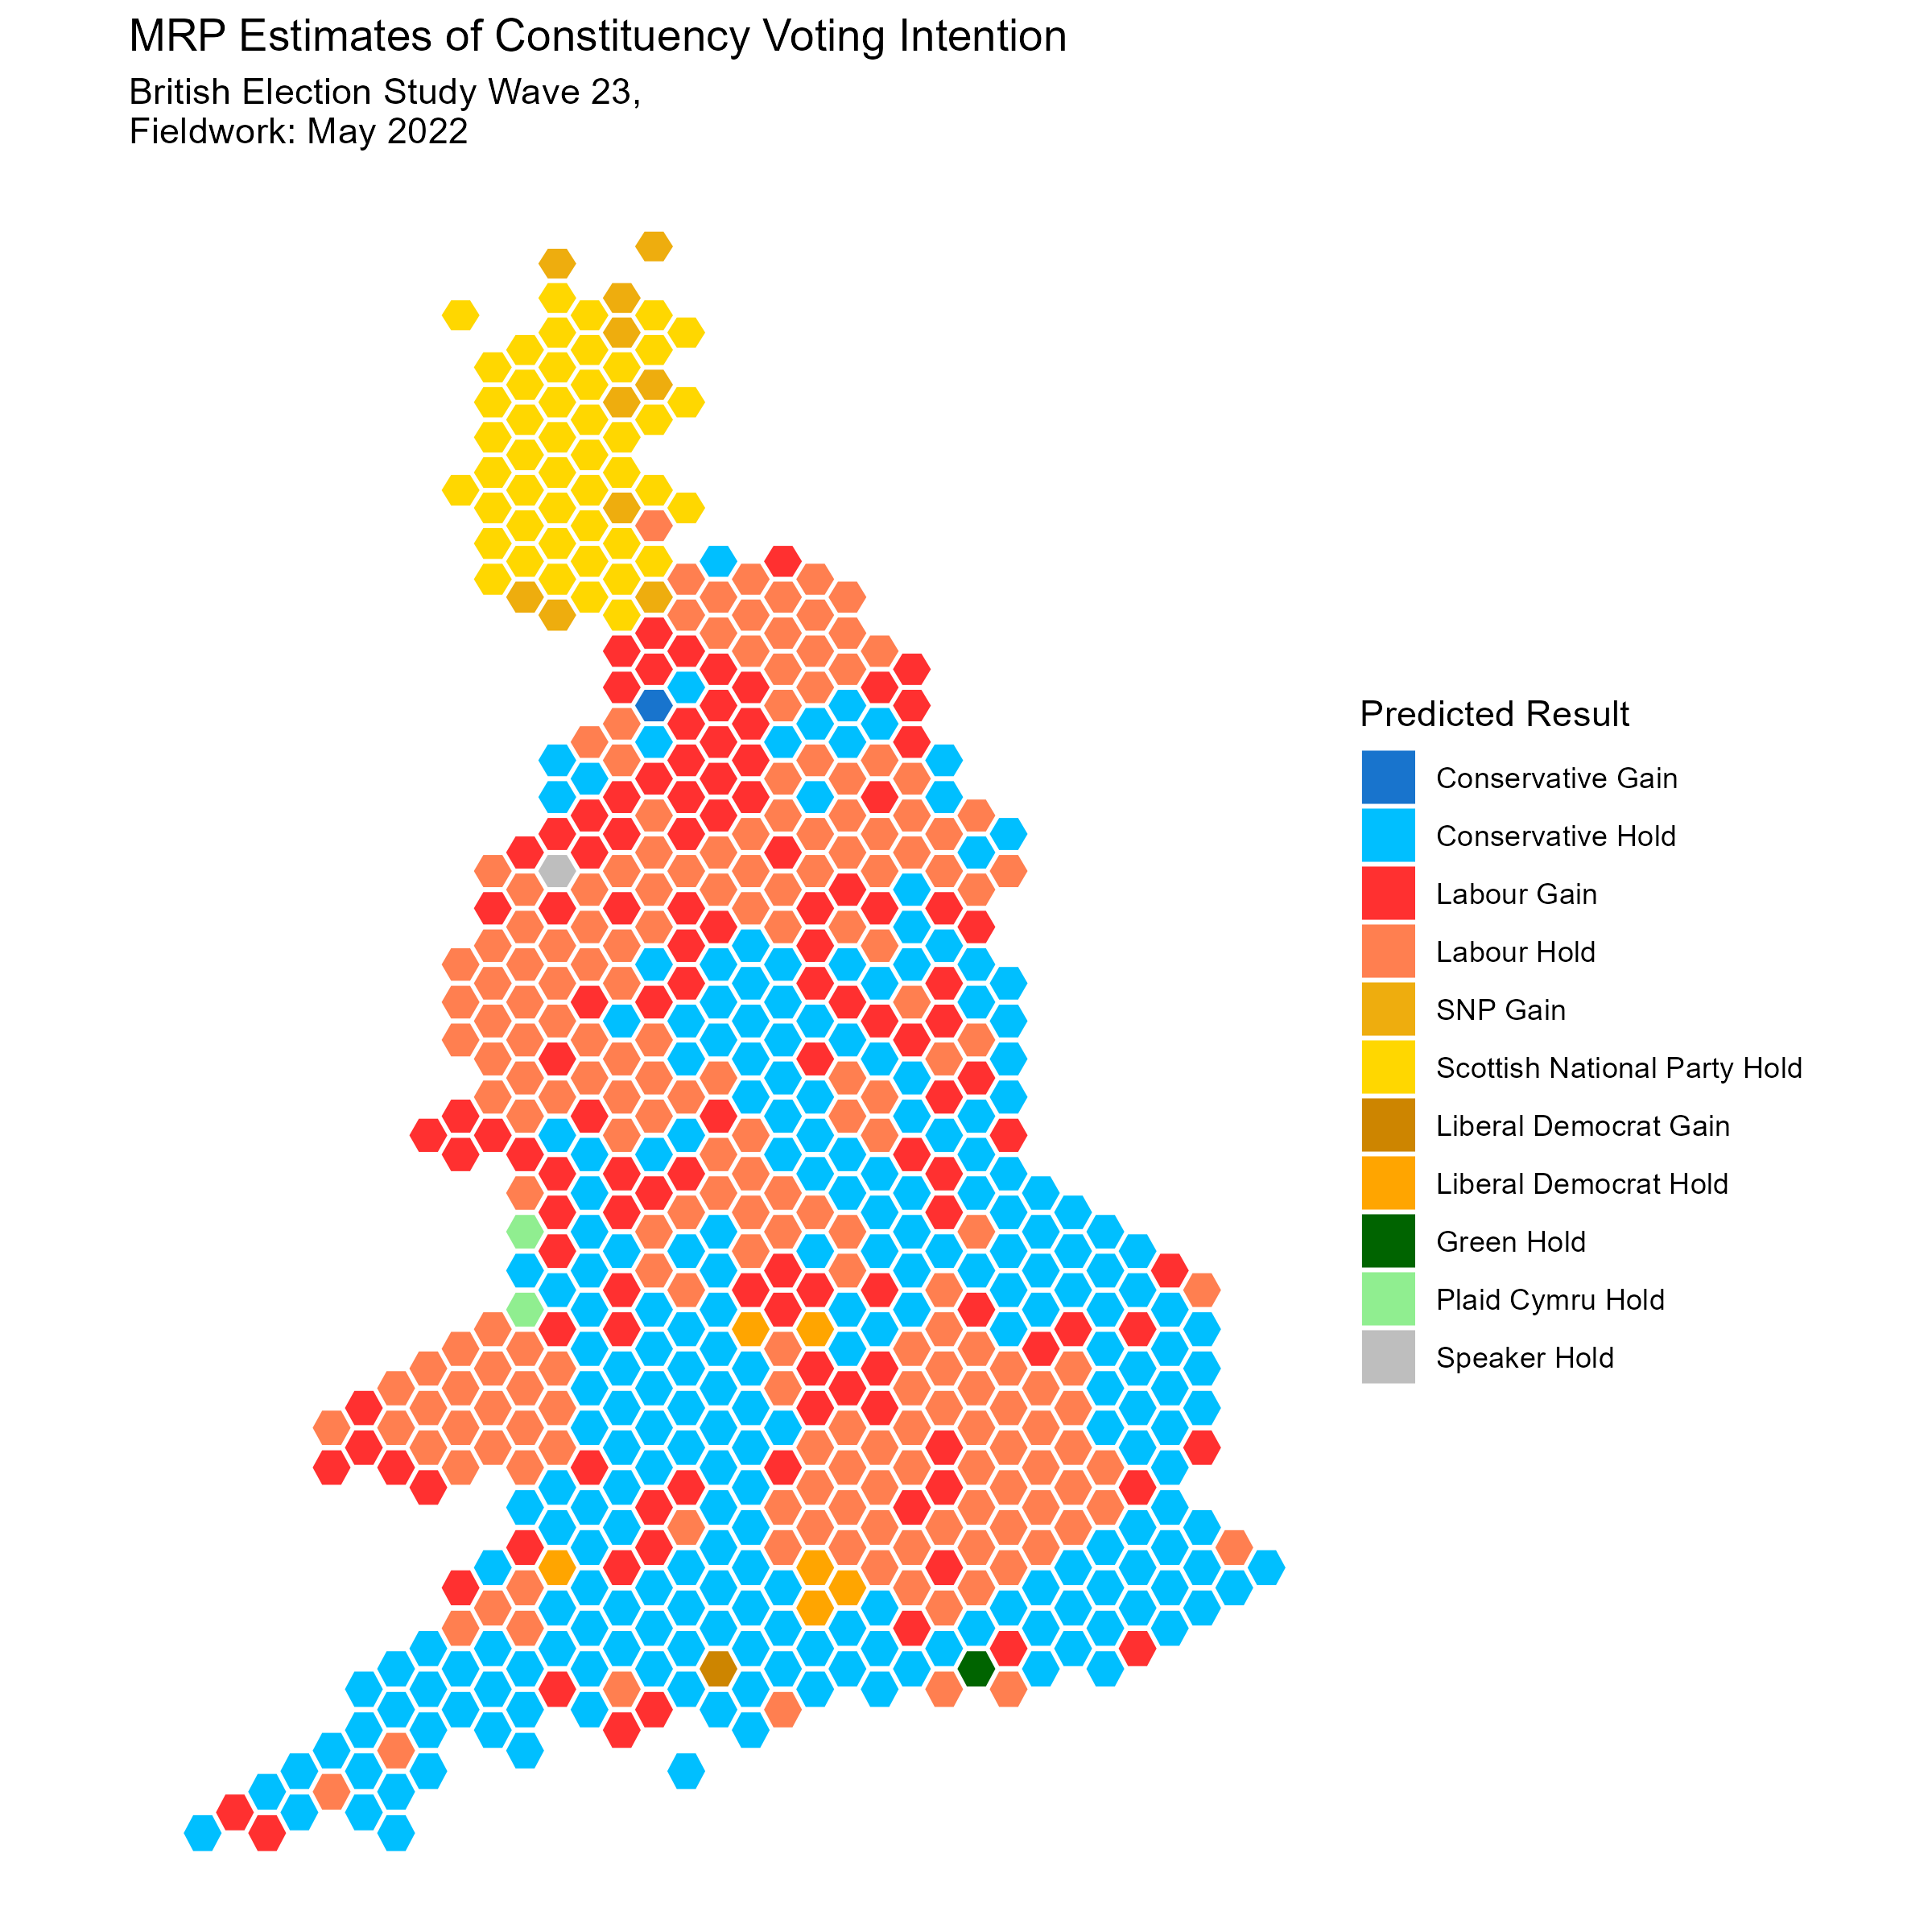 MRP Estimates of Constituency Voting Intention
British Election Study Wave 23,
Fieldwork: May 2022
Predicted Result
Conservative Gain
Conservative Hold
Labour Gain
Labour Hold
SNP Gain
Scottish National Party Hold
Liberal Democrat Gain
Liberal Democrat Hold
Green Hold
Plaid Cymru Hold
Speaker Hold